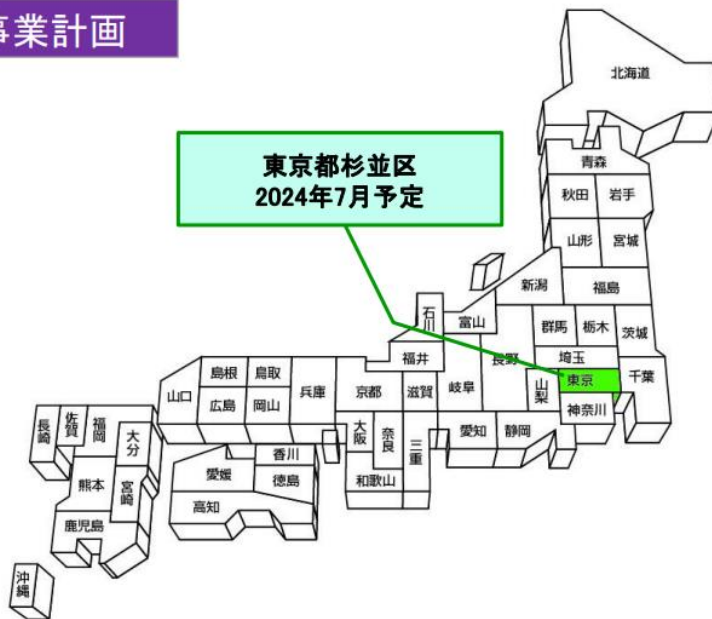 事業計画
北海道
東京都杉並区
2024年7月予定
青森
秋田 岩手
山形 宮城
新潟 福島
石川 富山 群馬 栃木 茨城
福井 長野 埼玉
島根 鳥取 兵庫 京都 滋賀 岐阜 山梨 東京 千葉
山口 広島 岡山 神奈川
長崎 佐賀 福岡 大分 大阪 奈良 三重 愛知 静岡
香川
愛媛 徳島 和歌山
熊本 宮崎 高知
鹿児島
沖縄